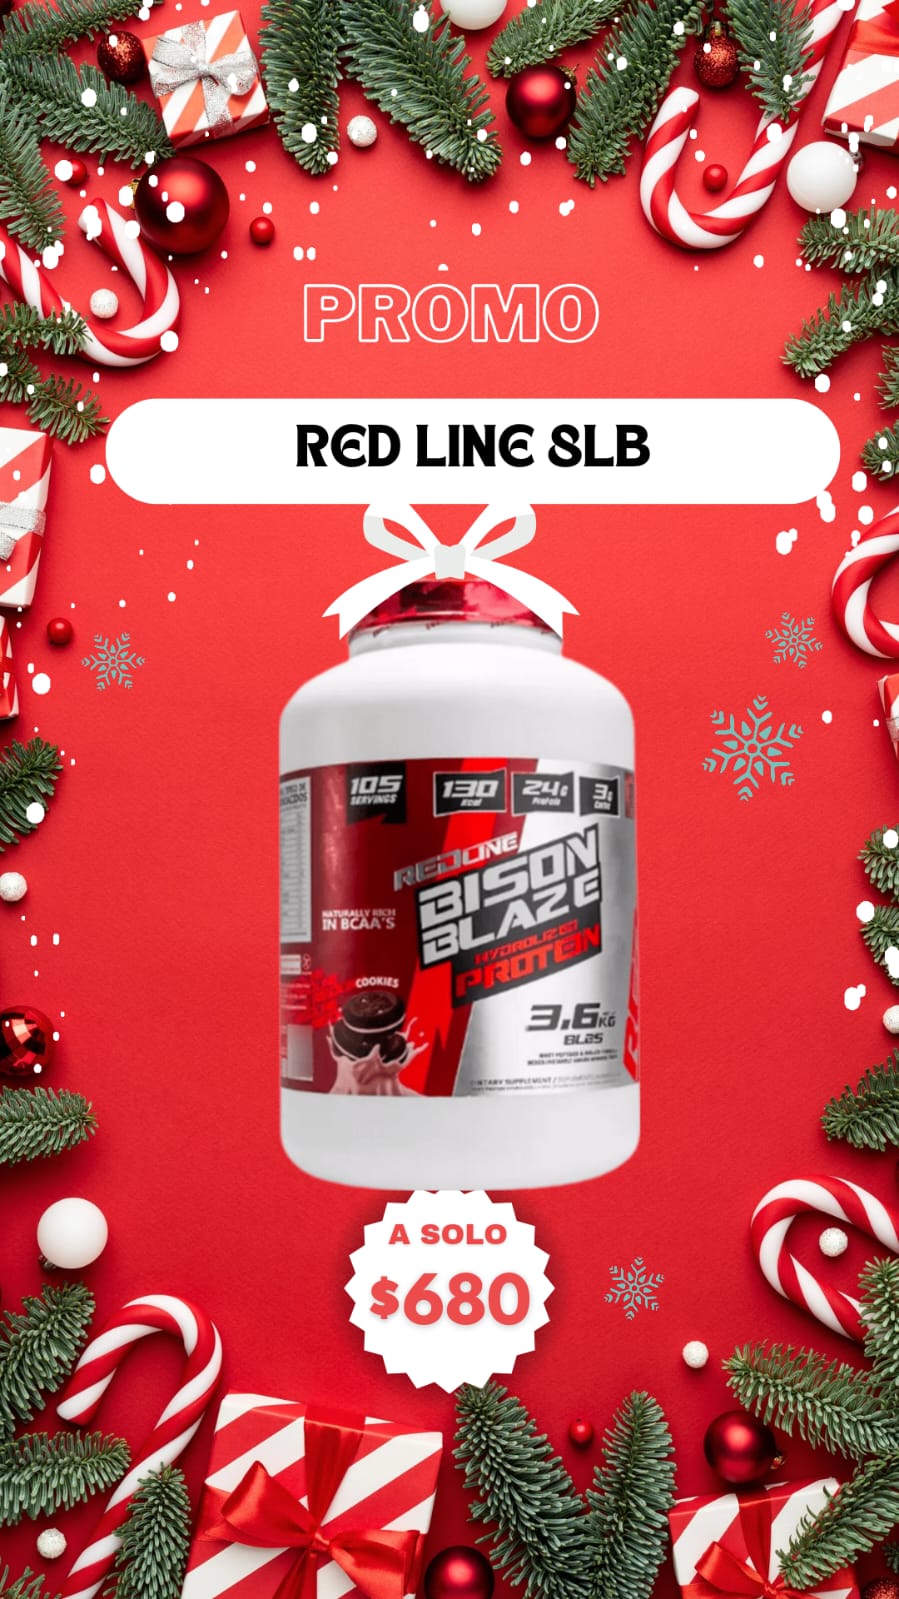 PROMO
RED LINE 8LB
105
SERVINGS
130
Kcal
24g
Protein
3g
Carbs
REDLINE
BISON
BLAZE
HYDROLIZED
PROTEIN
NATURALLY RICH
IN BCAA'S
COOKIES
3.6KG
8LBS
A SOLO
$680